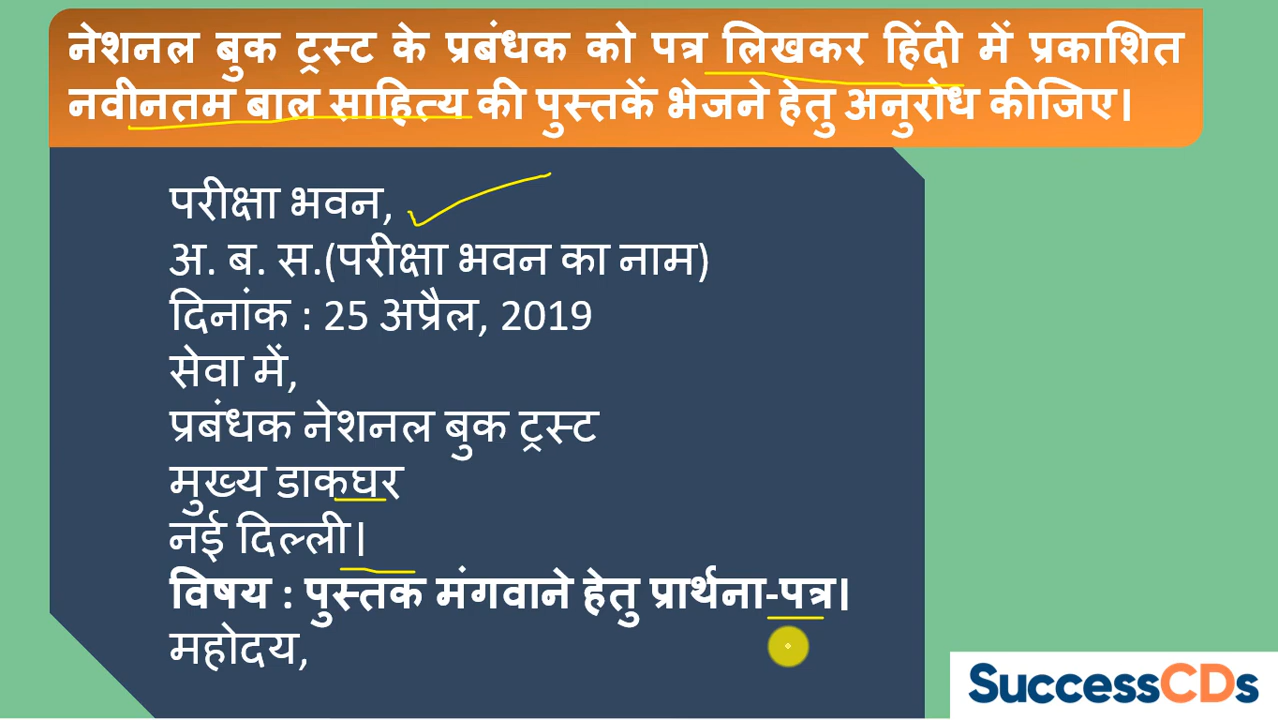 नेशनल बुक ट्रस्ट के प्रबंधक को पत्र लिखकर हिंदी में प्रकाशित
नवीनतम बाल साहित्य की पुस्तकें भेजने हेतु अनुरोध कीजिए।
परीक्षा भवन,
अ. ब. स.(परीक्षा भवन का नाम)
दिनांक : 25 अप्रैल, 2019
सेवा में,
प्रबंधक नेशनल बुक ट्रस्ट
मुख्य डाकघर
नई दिल्ली।
विषय : पुस्तक मंगवाने हेतु प्रार्थना-पत्र।
महोदय,
SuccessCDs